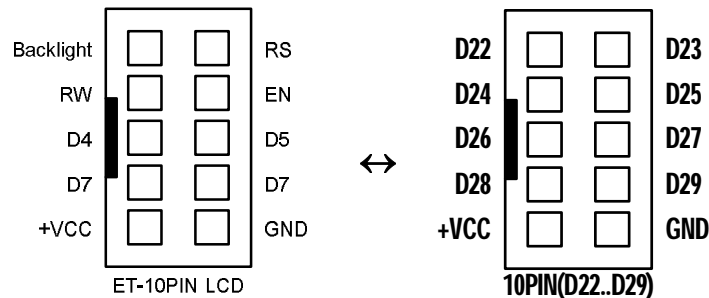 Backlight RS D22 D23
RW EN D24 D25
D4 D5 D26 D27
D7 D7 D28 D29
+VCC GND +VCC GND
ET-10PIN LCD 10PIN(D22..D29)